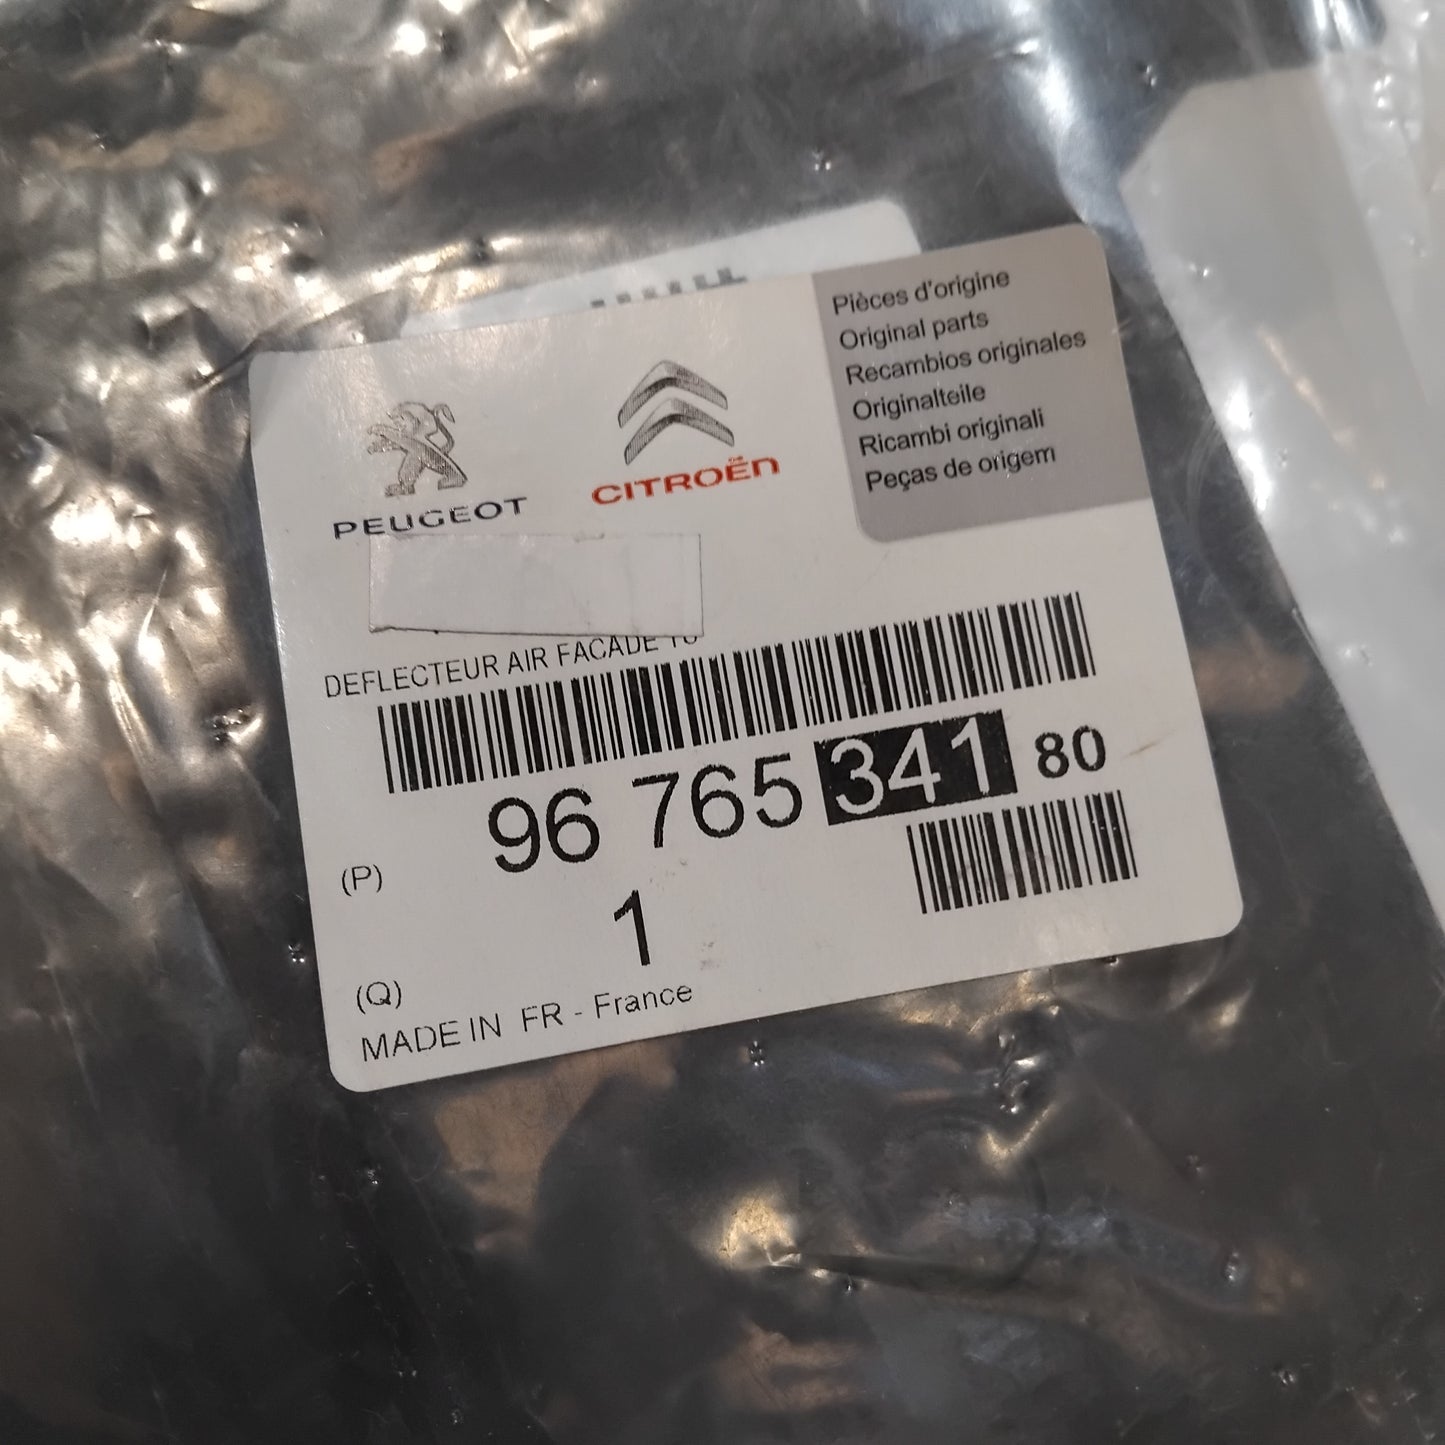 Pièces d'origine
Original parts
Recambios originales
Originalteile
Ricambi originali
Peças de origem
PEUGEOT
CITROËN
DEFLECTEUR AIR FACADE
96 765 341 80
(P)
1
(Q)
MADE IN FR - France